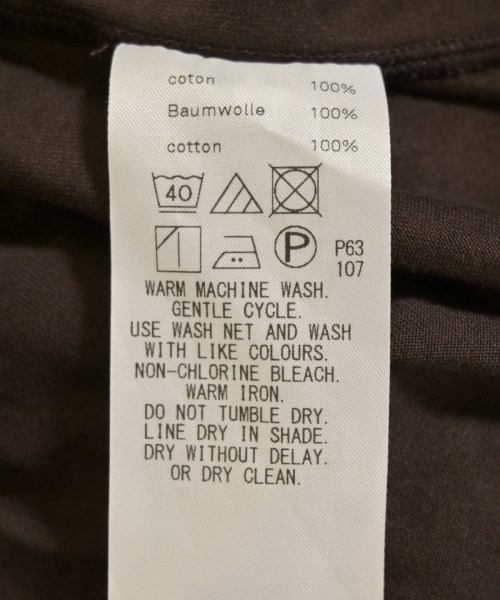 coton 100%
Baumwolle 100%
cotton 100%
40
P P63
107
WARM MACHINE WASH.
GENTLE CYCLE.
USE WASH NET AND WASH
WITH LIKE COLOURS.
NON-CHLORINE BLEACH.
WARM IRON.
DO NOT TUMBLE DRY.
LINE DRY IN SHADE.
DRY WITHOUT DELAY.
OR DRY CLEAN.